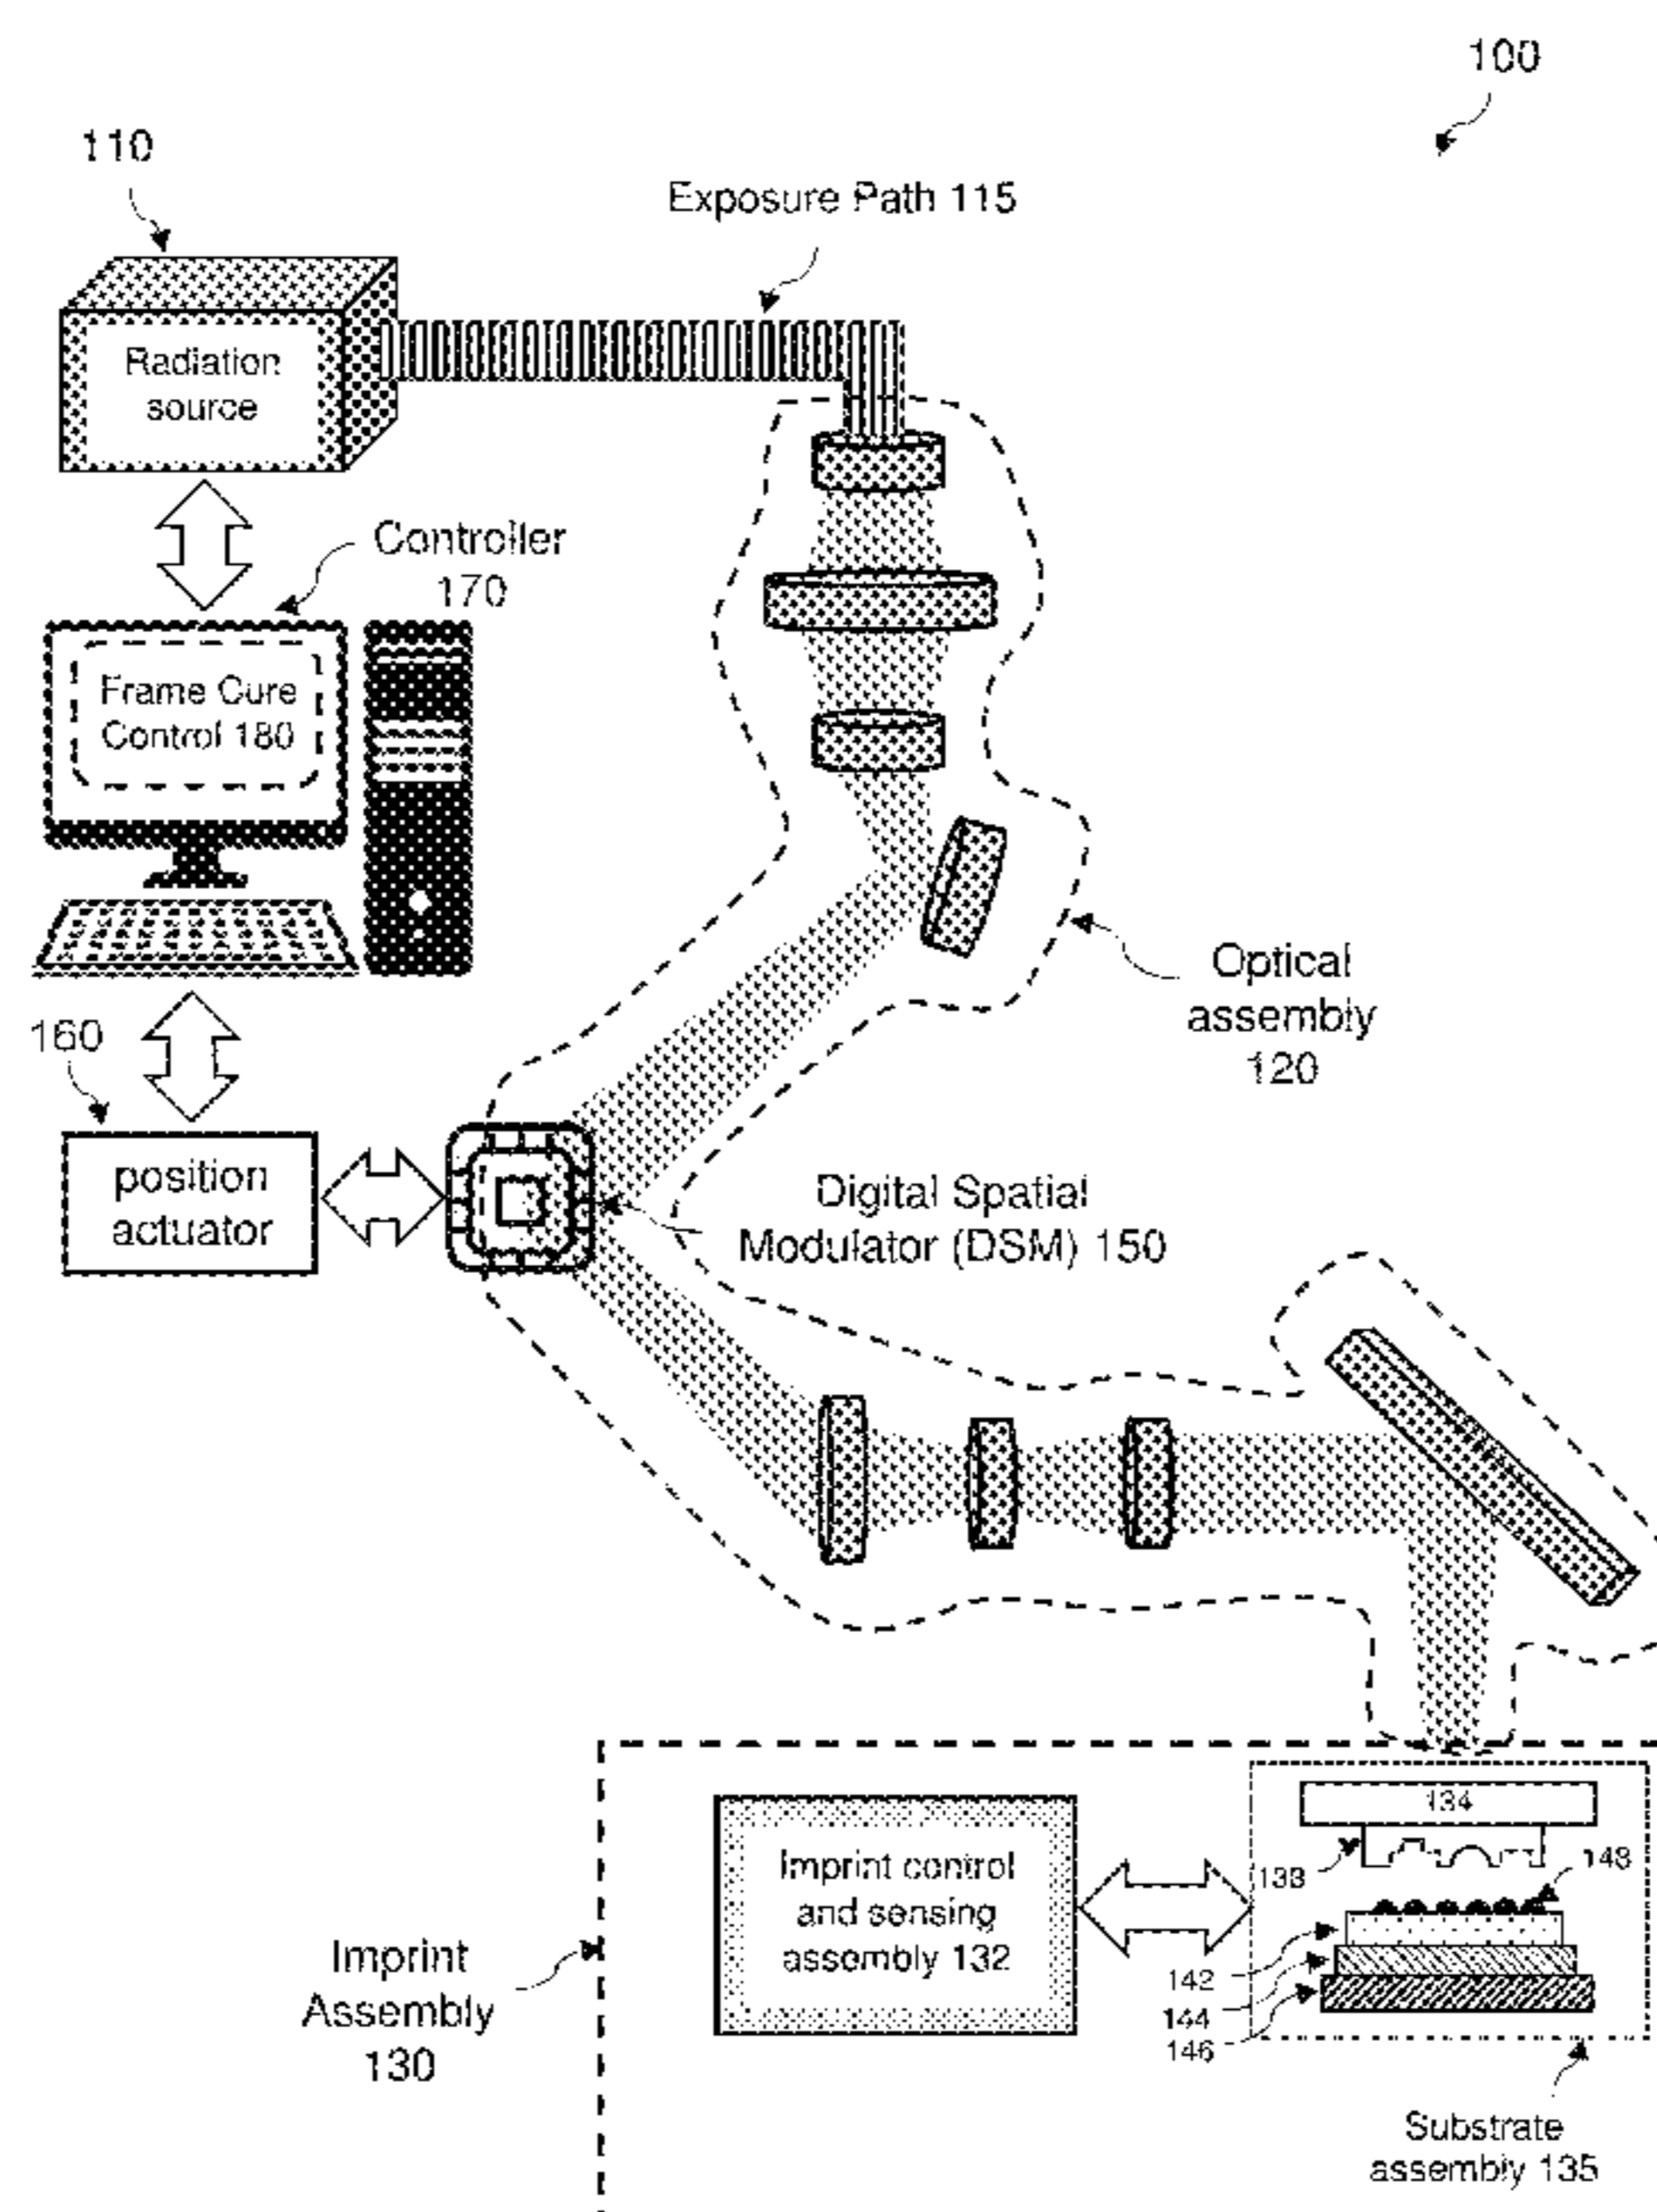 100
110
Exposure Path 115
Radiation
source
Controller
170
Frame Cure
Control 180
Optical
assembly
120
160
position
actuator
Digital Spatial
Modulator (DSM) 150
134
138
148
Imprint control
and sensing
assembly 132
142
144
146
Imprint
Assembly
130
Substrate
assembly 135